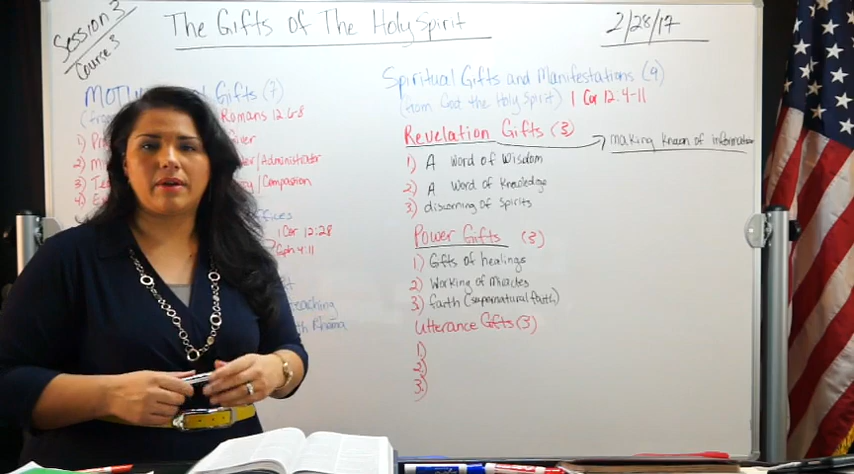 Session 3
Course 3
The Gifts of The Holy Spirit
2/28/17
Gifts (7)
Romans 12 6-8
1)
2)
3)
4)
/Administrator
/Compassion
1 Cor 12:28
Eph 4:11
Spiritual Gifts and Manifestations (9)
(from God the Holy Spirit) 1 Cor 12:4-11
Revelation Gifts (3) making known of information
1) A Word of Wisdom
2) A Word of Knowledge
3) discerning of Spirits
Power Gifts (3)
1) Gifts of healings
2) Working of Miracles
3) faith (supernatural faith)
Utterance Gifts (3)
1)
2)
3)